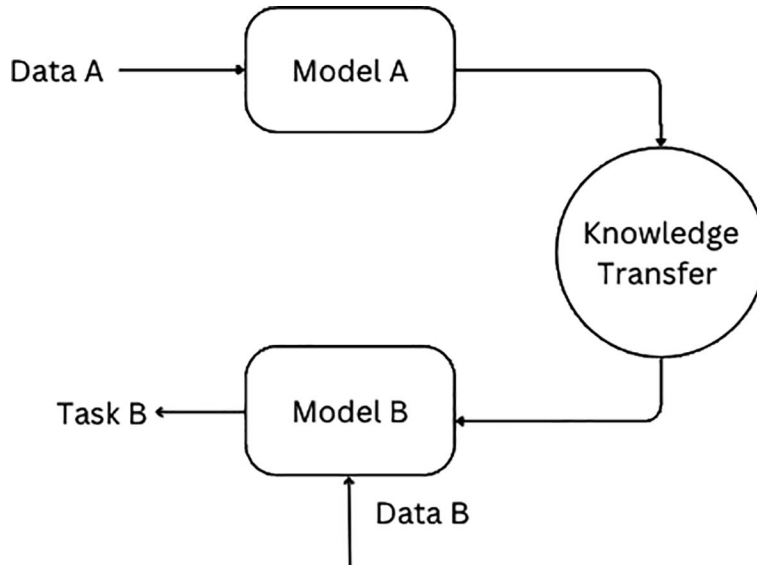 Data A
Model A
Knowledge
Transfer
Task B
Model B
Data B